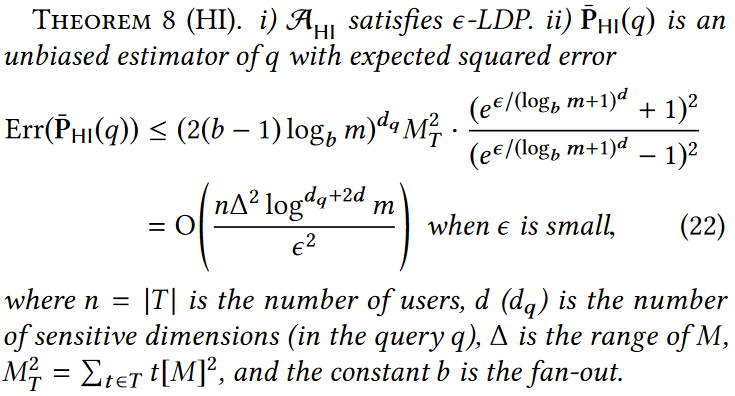 THEOREM 8 (HI). i) 𝒜_HI satisfies ϵ-LDP. ii) P̄_HI(q) is an
unbiased estimator of q with expected squared error
Err(P̄_HI(q)) ≤ (2(b − 1) log_b m)^{d_q} M_T^2 · (e^{ϵ/(log_b m+1)^d} + 1)^2 / (e^{ϵ/(log_b m+1)^d} − 1)^2
= O(nΔ^2 log^{d_q+2d} m / ϵ^2) when ϵ is small, (22)
where n = |T| is the number of users, d (d_q) is the number
of sensitive dimensions (in the query q), Δ is the range of M,
M_T^2 = ∑_{t∈T} t[M]^2, and the constant b is the fan-out.